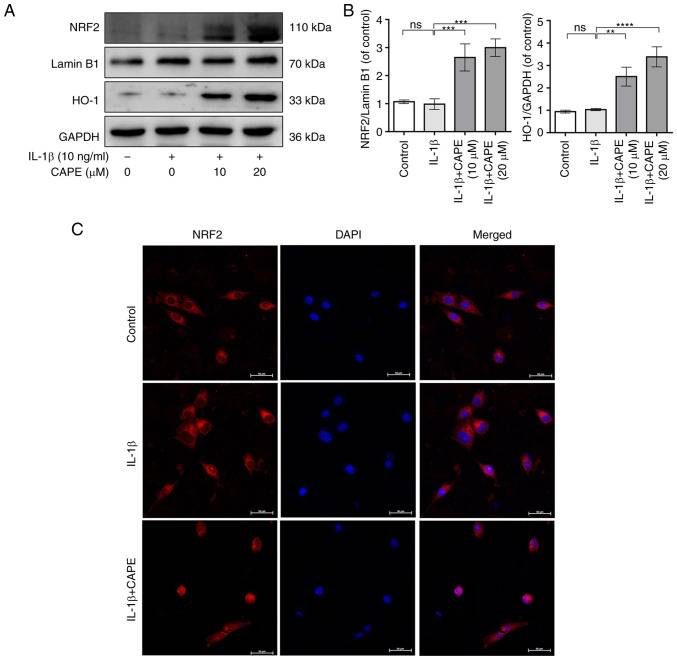 A
NRF2 110 kDa
Lamin B1 70 kDa
HO-1 33 kDa
GAPDH 36 kDa
IL-1β (10 ng/ml) – + + +
CAPE (μM) 0 0 10 20
B
NRF2/Lamin B1 (of control)
4
3
2
1
0
ns
***
***
Control
IL-1β
IL-1β+CAPE
(10 μM)
IL-1β+CAPE
(20 μM)
HO-1/GAPDH (of control)
5
4
3
2
1
0
ns
**
****
Control
IL-1β
IL-1β+CAPE
(10 μM)
IL-1β+CAPE
(20 μM)
C
NRF2 DAPI Merged
Control
IL-1β
IL-1β+CAPE